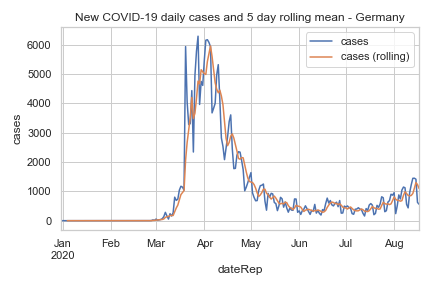 New COVID-19 daily cases and 5 day rolling mean - Germany
cases
cases (rolling)
6000
5000
4000
3000
2000
1000
0
cases
Jan Feb Mar Apr May Jun Jul Aug
2020
dateRep